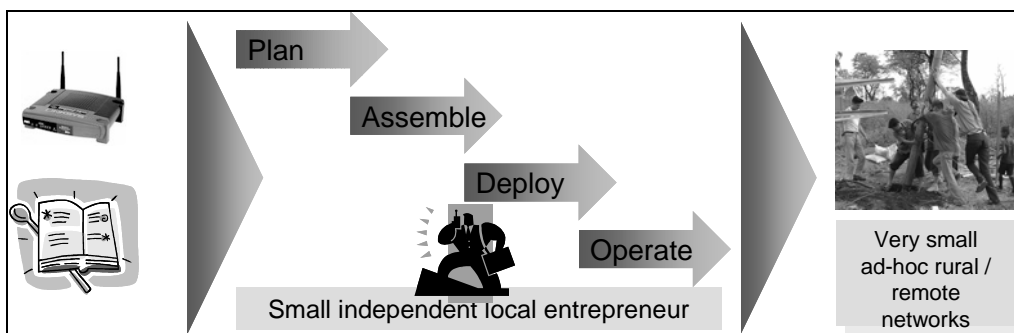 Plan
Assemble
Deploy
Operate
Small independent local entrepreneur
Very small
ad-hoc rural /
remote
networks